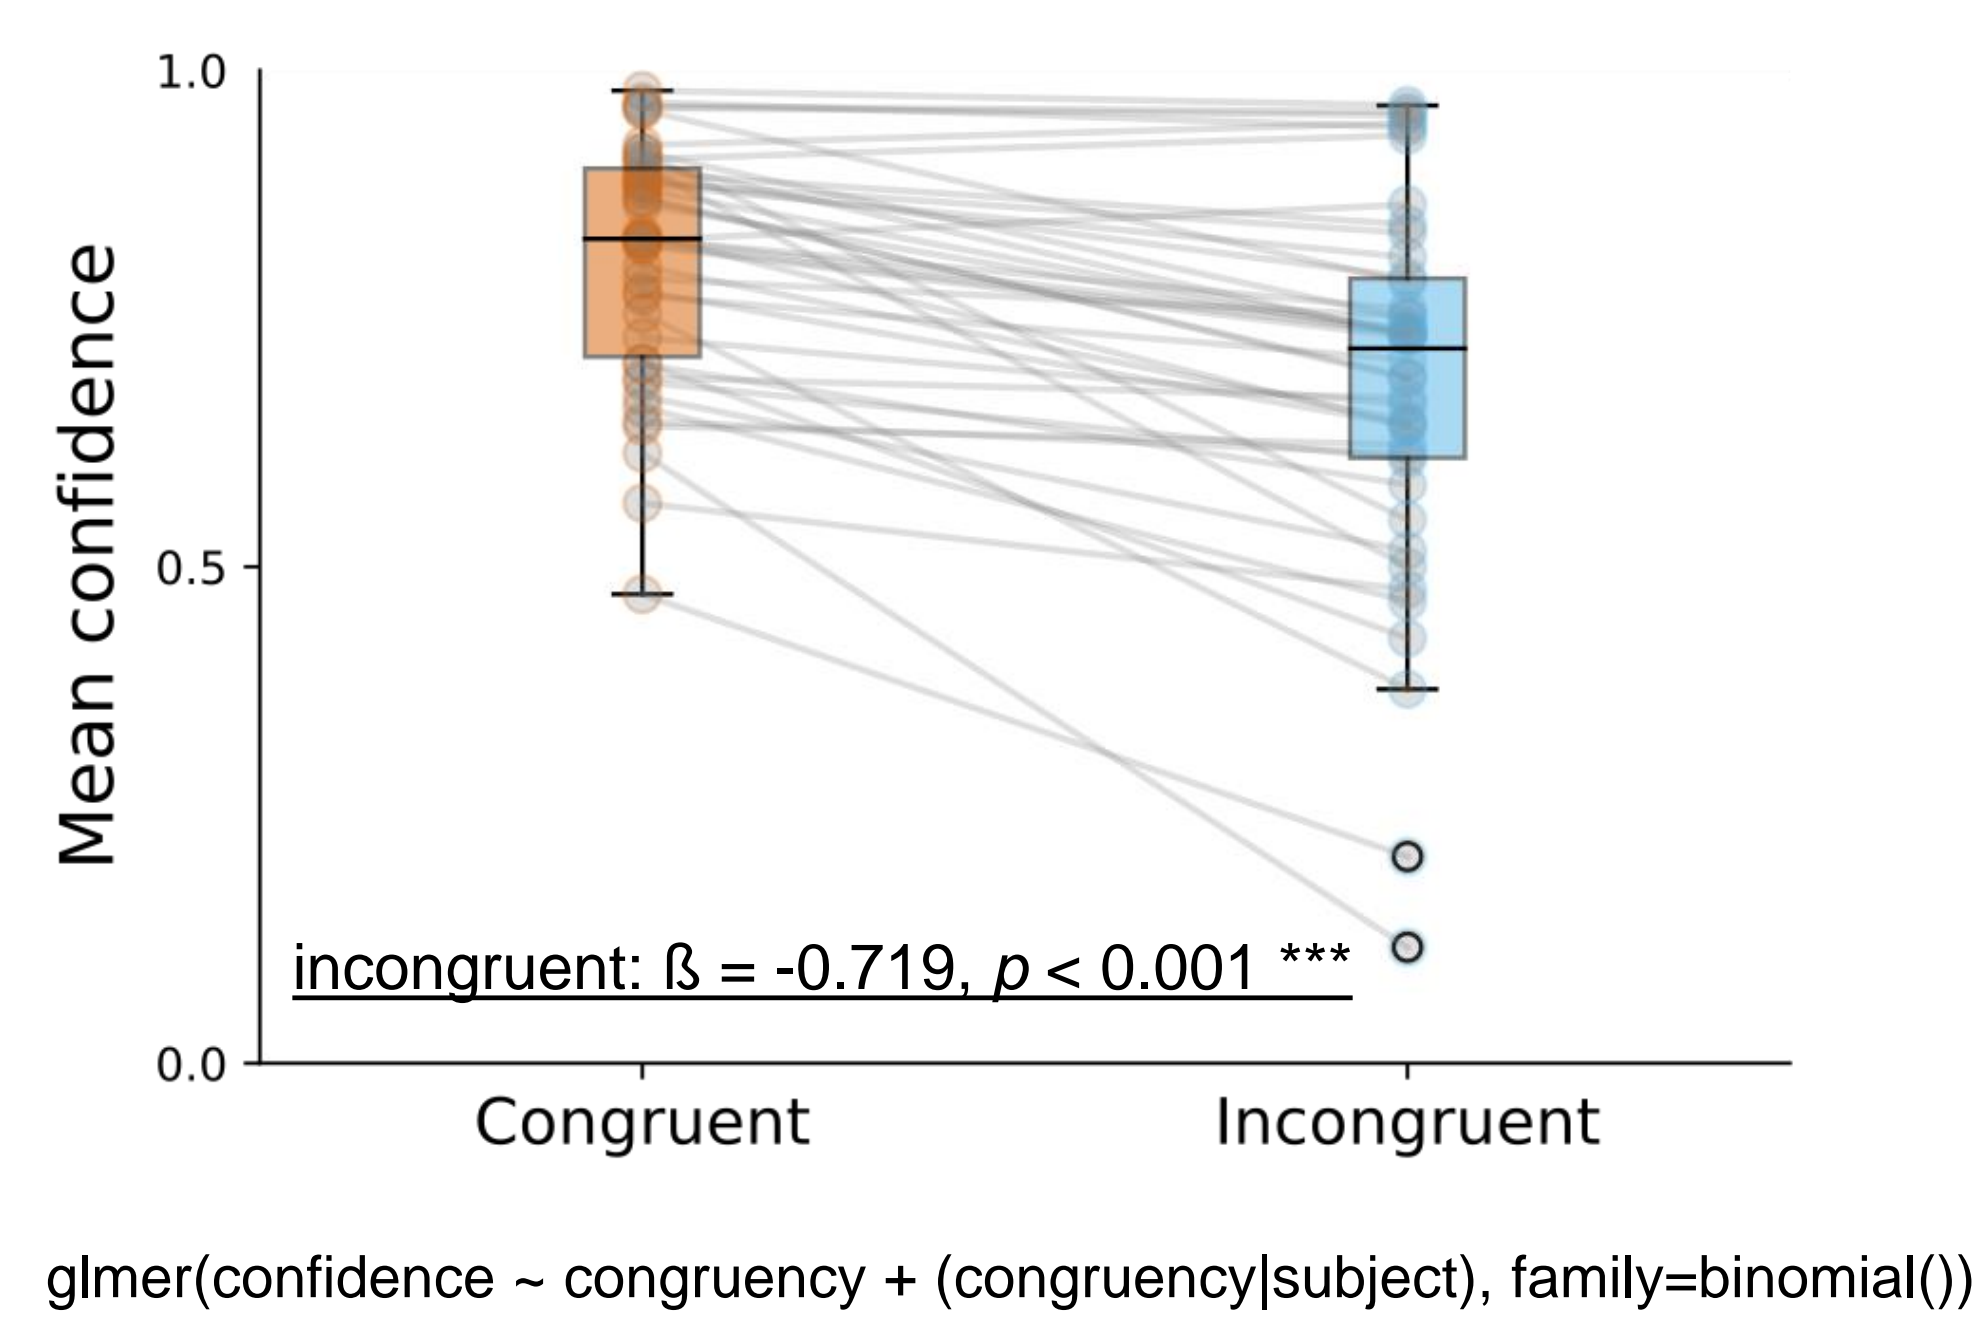 1.0
0.5
0.0
Mean confidence
incongruent: ß = -0.719, p < 0.001 ***
Congruent
Incongruent
glmer(confidence ~ congruency + (congruency|subject), family=binomial())